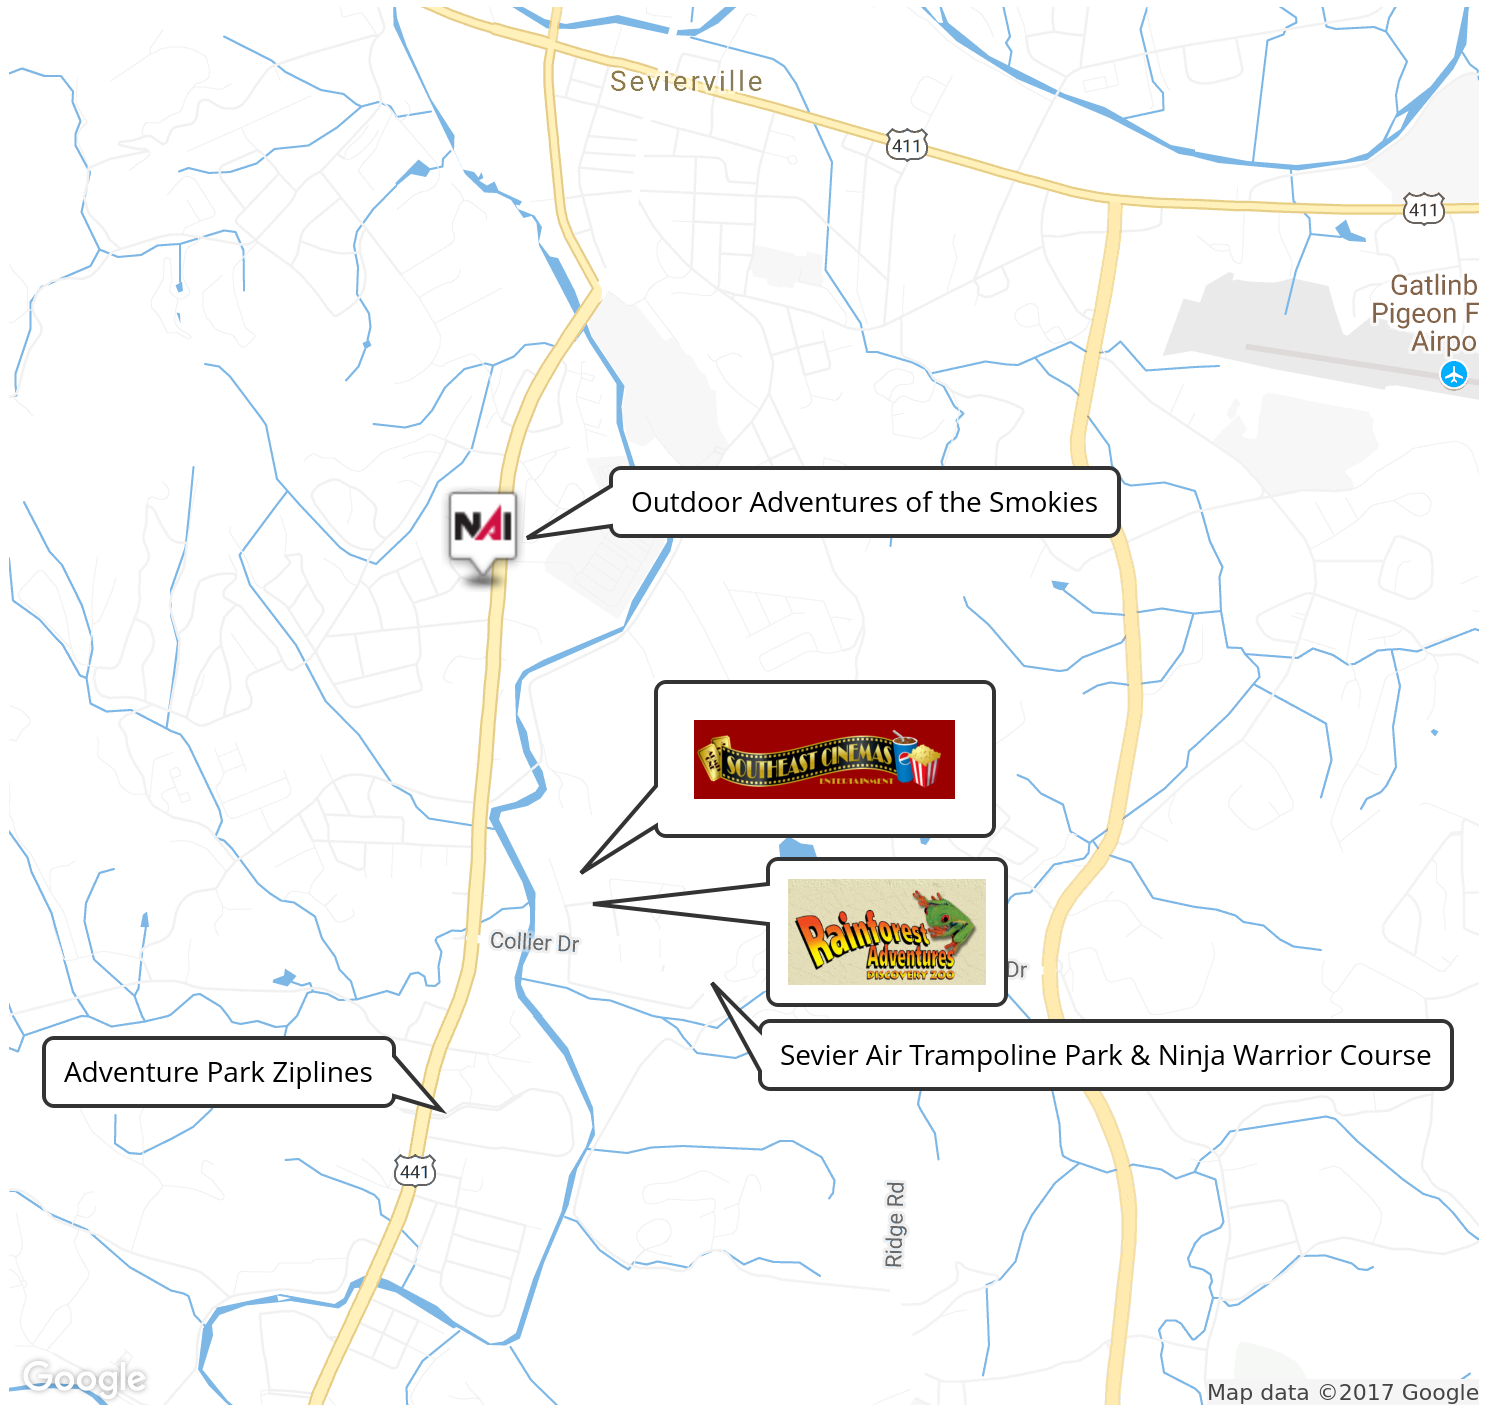 Sevierville
411
411
Gatlinb
Pigeon F
Airpo
Outdoor Adventures of the Smokies
NAI
SOUTHEAST CINEMAS
ENTERTAINMENT
Rainforest
Adventures
DISCOVERY ZOO
Collier Dr
Dr
Sevier Air Trampoline Park & Ninja Warrior Course
Adventure Park Ziplines
441
Ridge Rd
Google
Map data ©2017 Google